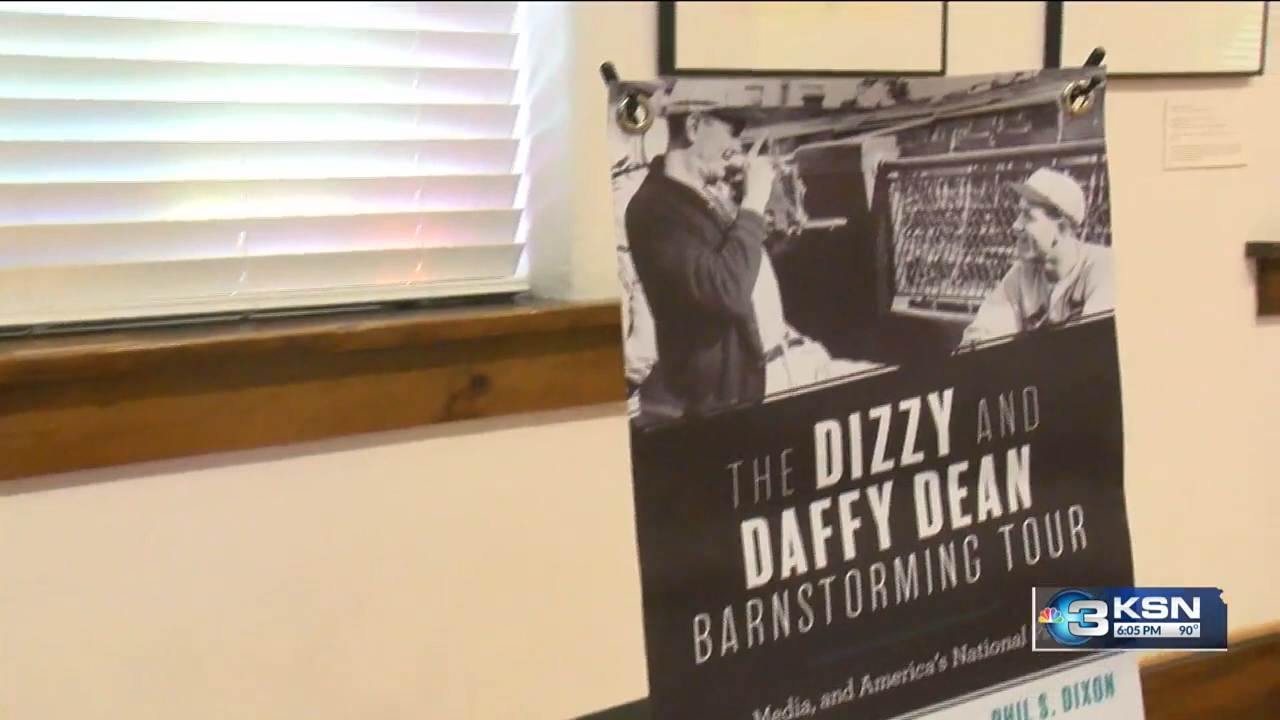 THE DIZZY AND
DAFFY DEAN
BARNSTORMING TOUR
Media, and America's National
PHIL S. DIXON
3 KSN
6:05 PM 90°